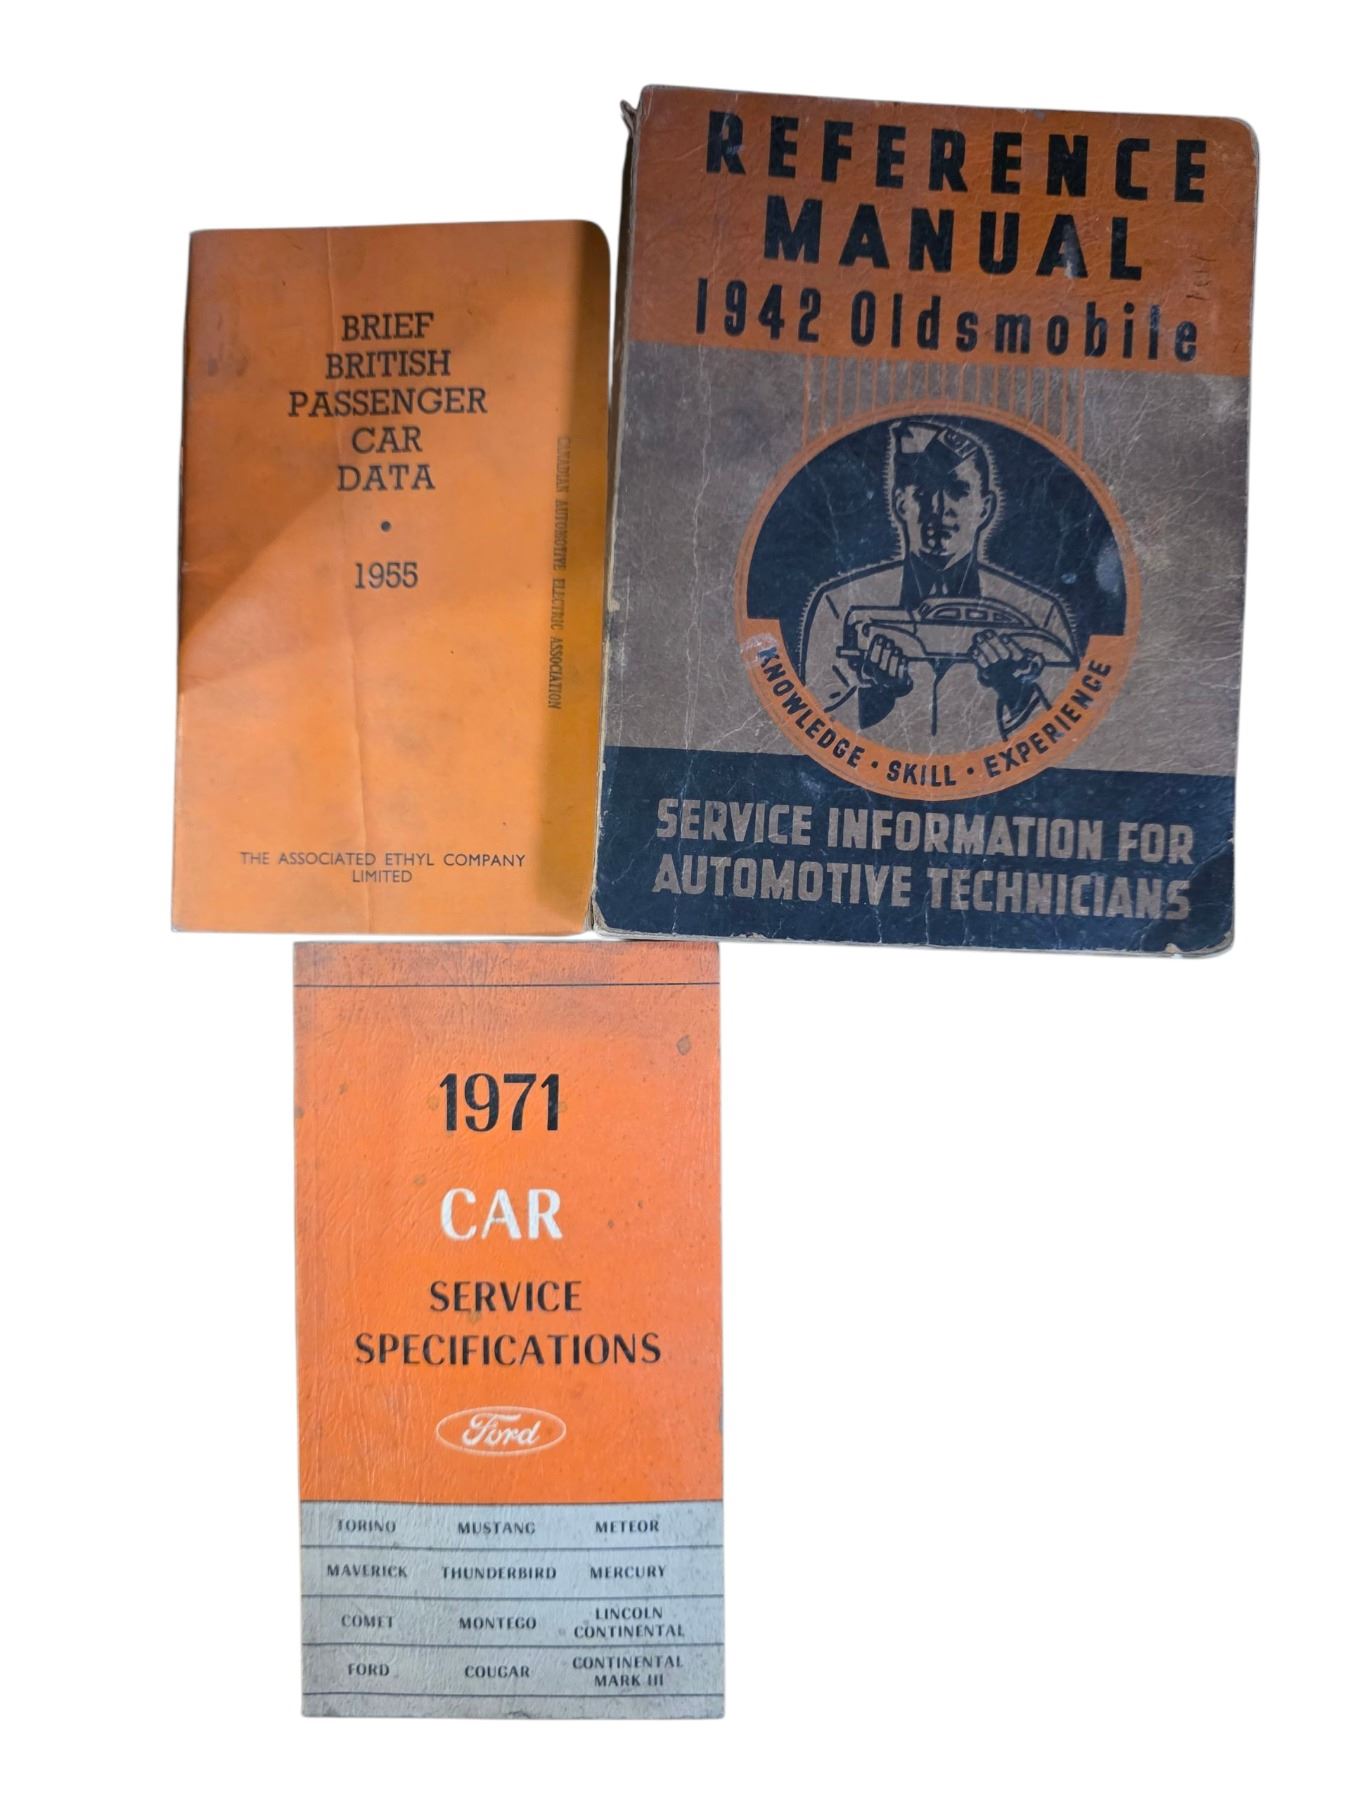 BRIEF
BRITISH
PASSENGER
CAR
DATA
•
1955
CANADIAN AUTOMOTIVE ELECTRIC ASSOCIATION
THE ASSOCIATED ETHYL COMPANY
LIMITED
REFERENCE
MANUAL
1942 Oldsmobile
KNOWLEDGE • SKILL • EXPERIENCE
SERVICE INFORMATION FOR
AUTOMOTIVE TECHNICIANS
1971
CAR
SERVICE
SPECIFICATIONS
Ford
TORINO MUSTANG METEOR
MAVERICK THUNDERBIRD MERCURY
COMET MONTEGO LINCOLN CONTINENTAL
FORD COUGAR CONTINENTAL MARK III